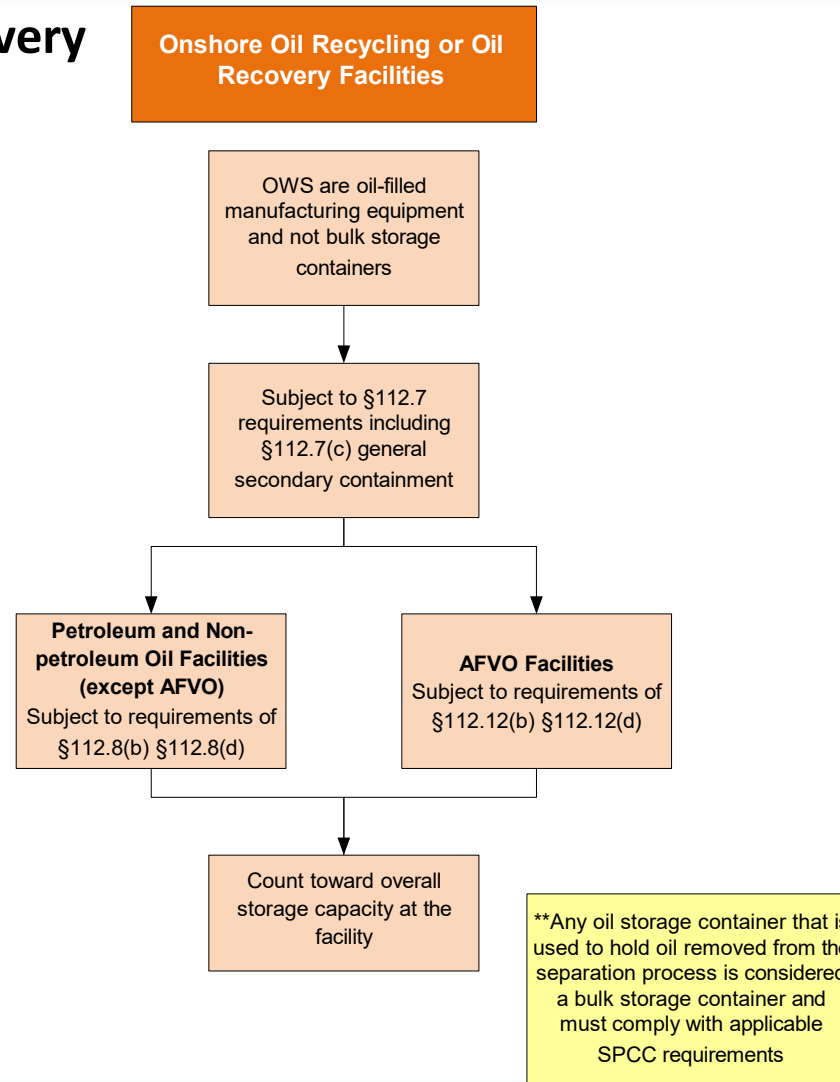 very
Onshore Oil Recycling or Oil
Recovery Facilities
OWS are oil-filled
manufacturing equipment
and not bulk storage
containers
Subject to §112.7
requirements including
§112.7(c) general
secondary containment
Petroleum and Non-
petroleum Oil Facilities
(except AFVO)
Subject to requirements of
§112.8(b) §112.8(d)
AFVO Facilities
Subject to requirements of
§112.12(b) §112.12(d)
Count toward overall
storage capacity at the
facility
**Any oil storage container that is
used to hold oil removed from the
separation process is considered
a bulk storage container and
must comply with applicable
SPCC requirements